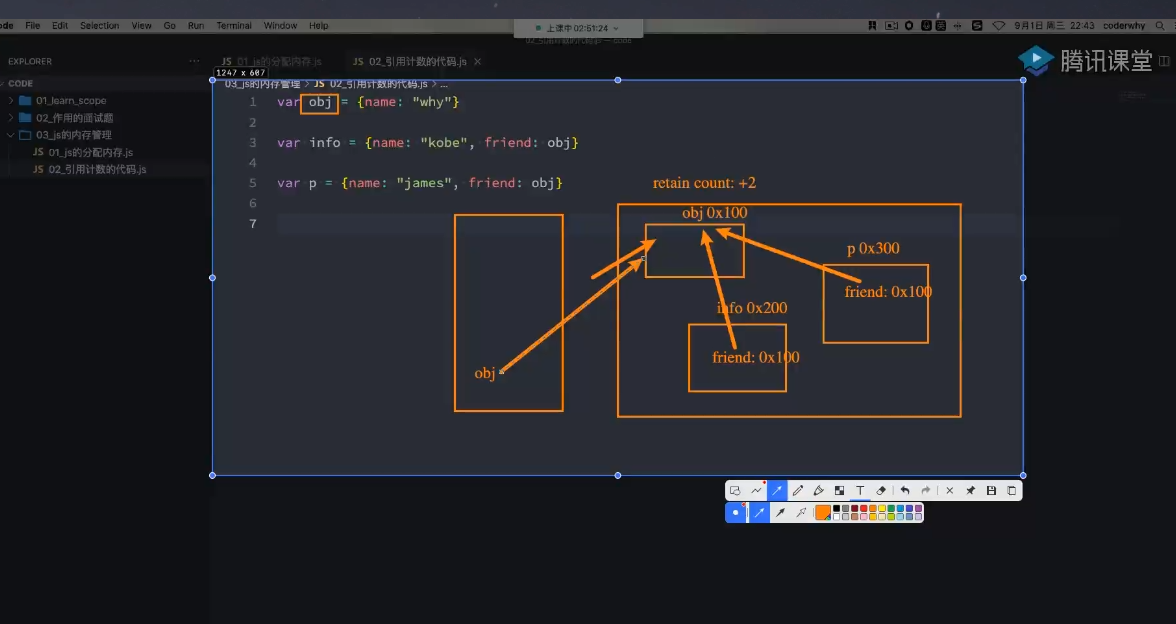 ode File Edit Selection View Go Run Terminal Window Help
上课中 02:51:24
9月1日 周三 22:43 coderwhy
腾讯课堂
EXPLORER
01_js的分配内存.js
JS 02_引用计数的代码.js
1247 x 607
CODE
03_js的内存管理 > JS 02_引用计数的代码.js > ...
01_learn_scope
02_作用的面试题
03_js的内存管理
JS 01_js的分配内存.js
JS 02_引用计数的代码.js
1 var obj = {name: "why"}
2
3 var info = {name: "kobe", friend: obj}
4
5 var p = {name: "james", friend: obj}
6
7
retain count: +2
obj 0x100
p 0x300
friend: 0x100
info 0x200
friend: 0x100
obj